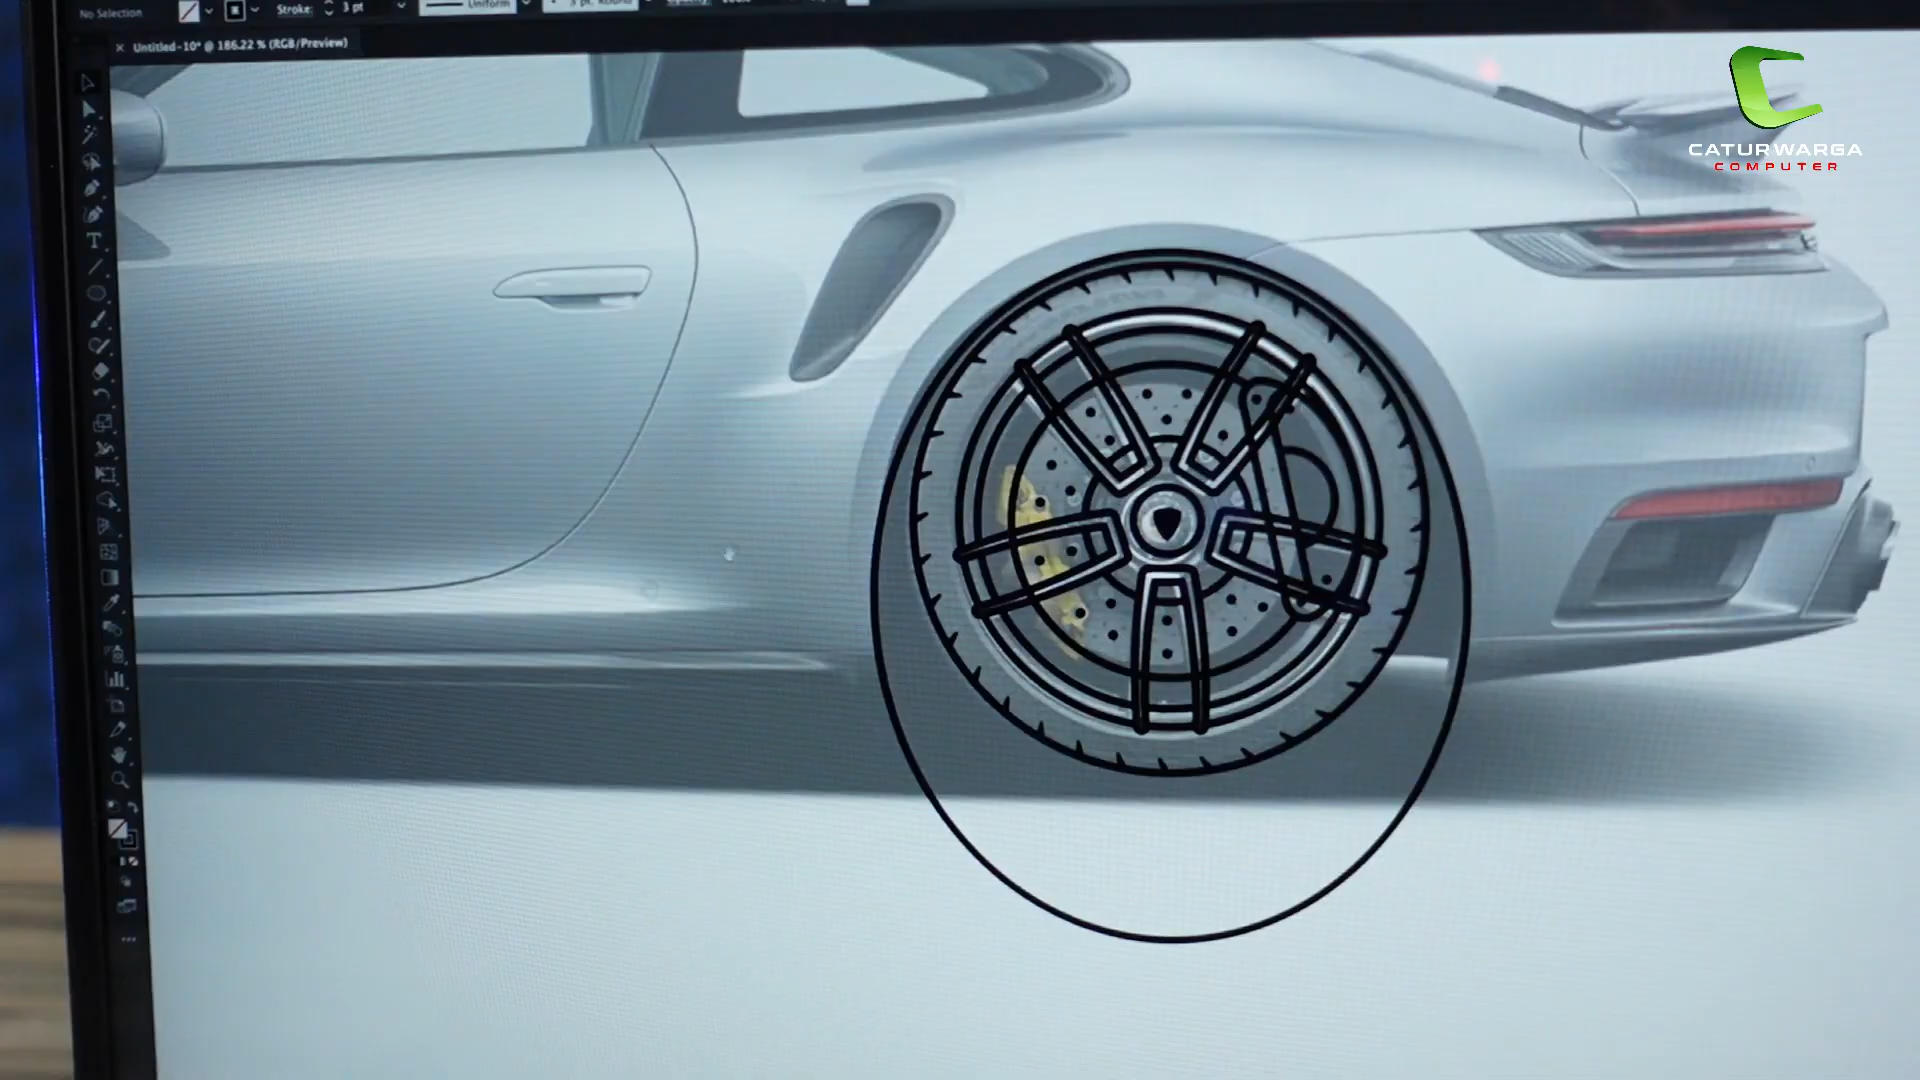 No Selection
Stroke:
3 pt
Uniform
Untitled-10* @ 186.22 % (RGB/Preview)
T
CATURWARGA
COMPUTER